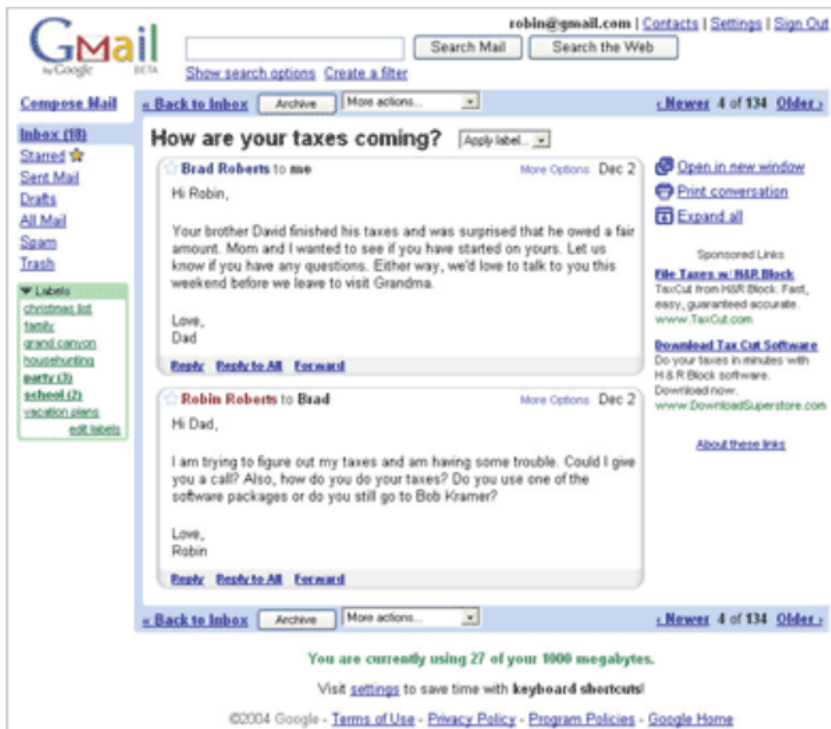 robin@gmail.com | Contacts | Settings | Sign Out
Gmail
by Google BETA
Search Mail Search the Web
Show search options Create a filter
Compose Mail
Inbox (18)
Starred
Sent Mail
Drafts
All Mail
Spam
Trash
Labels
christmas list
family
grand canyon
househunting
party (3)
school (2)
vacation plans
edit labels
« Back to Inbox Archive More actions... ‹ Newer 4 of 134 Older ›
How are your taxes coming? Apply label...
Brad Roberts to me More Options Dec 2
Hi Robin,
Your brother David finished his taxes and was surprised that he owed a fair
amount. Mom and I wanted to see if you have started on yours. Let us
know if you have any questions. Either way, we'd love to talk to you this
weekend before we leave to visit Grandma.
Love,
Dad
Reply Reply to All Forward
Robin Roberts to Brad More Options Dec 2
Hi Dad,
I am trying to figure out my taxes and am having some trouble. Could I give
you a call? Also, how do you do your taxes? Do you use one of the
software packages or do you still go to Bob Kramer?
Love,
Robin
Reply Reply to All Forward
Open in new window
Print conversation
Expand all
Sponsored Links
File Taxes w/ H&R Block
TaxCut from H&R Block. Fast,
easy, guaranteed accurate.
www.TaxCut.com
Download Tax Cut Software
Do your taxes in minutes with
H & R Block software.
Download now.
www.DownloadSuperstore.com
About these links
« Back to Inbox Archive More actions... ‹ Newer 4 of 134 Older ›
You are currently using 27 of your 1000 megabytes.
Visit settings to save time with keyboard shortcuts!
©2004 Google - Terms of Use - Privacy Policy - Program Policies - Google Home